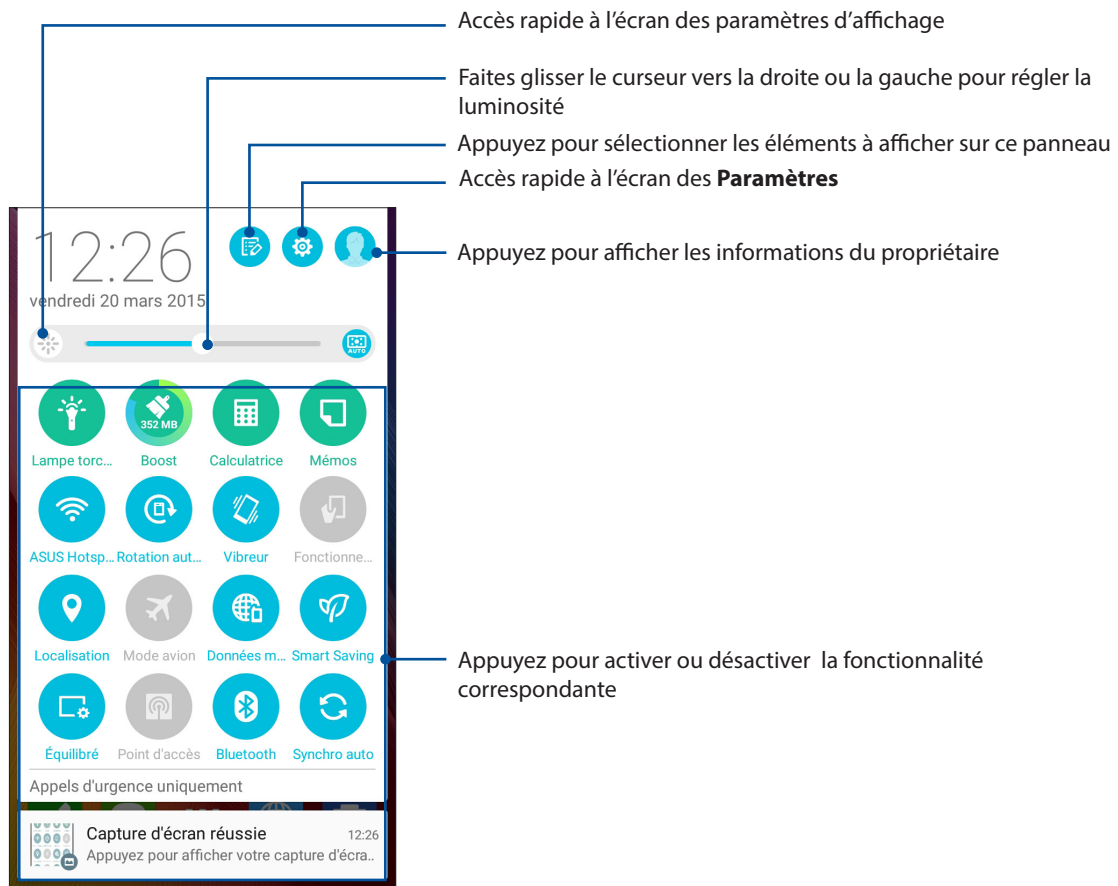 Accès rapide à l'écran des paramètres d'affichage
Faites glisser le curseur vers la droite ou la gauche pour régler la
luminosité
Appuyez pour sélectionner les éléments à afficher sur ce panneau
Accès rapide à l'écran des Paramètres
Appuyez pour afficher les informations du propriétaire
12:26
vendredi 20 mars 2015
AUTO
352 MB
Lampe torc... Boost Calculatrice Mémos
ASUS Hotsp... Rotation aut... Vibreur Fonctionne...
Localisation Mode avion Données m... Smart Saving
Appuyez pour activer ou désactiver la fonctionnalité
correspondante
Équilibré Point d'accès Bluetooth Synchro auto
Appels d'urgence uniquement
Capture d'écran réussie 12:26
Appuyez pour afficher votre capture d'écra..